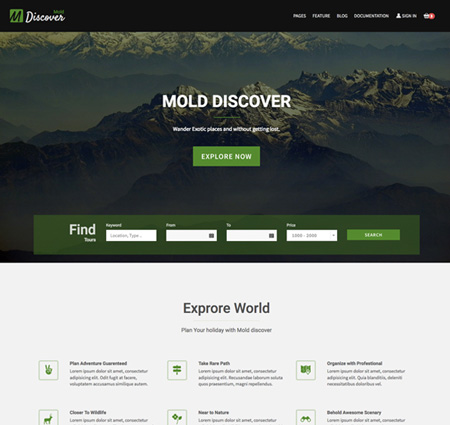 Mold
Discover
PAGES FEATURE BLOG DOCUMENTATION SIGN IN
MOLD DISCOVER
Wander Exotic places and without getting lost.
EXPLORE NOW
Find
Tours
Keyword From To Price
Location, Type ... 1000 - 2000 SEARCH
Exprore World
Plan Your holiday with Mold discover
Plan Adventure Guarenteed
Lorem ipsum dolor sit amet, consectetur
adipisicing elit. Odit fugit at facere,
voluptatem accusamus similique autem.
Take Rare Path
Lorem ipsum dolor sit amet, consectetur
adipisicing elit. Recusandae laborum soluta
quos praesentium, magni repellendus.
Organize with Profestional
Lorem ipsum dolor sit amet, consectetur
adipisicing elit. Debitis amet deleniti
necessitatibus doloribus vel.
Closer To Wildlife
Lorem ipsum dolor sit amet, consectetur
Near to Nature
Lorem ipsum dolor sit amet, consectetur
Behold Awesome Scenary
Lorem ipsum dolor sit amet, consectetur